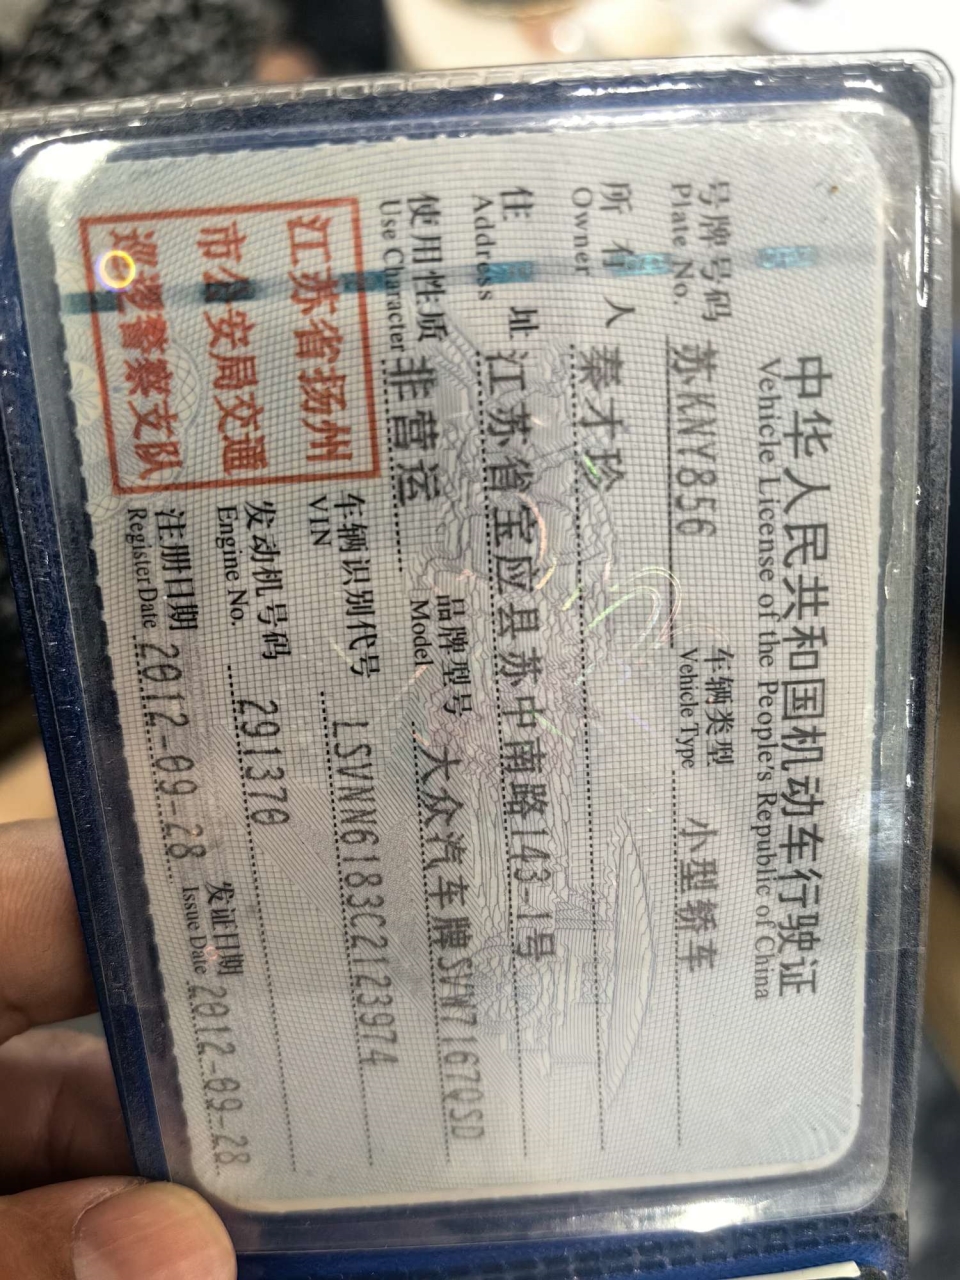 中华人民共和国机动车行驶证
Vehicle License of the People's Republic of China
号牌号码 苏KNY856 车辆类型 小型轿车
Plate No. Vehicle Type
所有人 秦才玲
Owner
住址 江苏省宝应县苏中南路143-1号
Address
使用性质 非营运 品牌型号 大众汽车牌SVW7167QSD
Use Character Model
江苏省扬州
市公安局交通
巡逻警察支队
车辆识别代号 LSVNN6183C2123974
VIN
发动机号码 291370
Engine No.
注册日期 2012-09-28 发证日期 2012-09-28
Register Date Issue Date